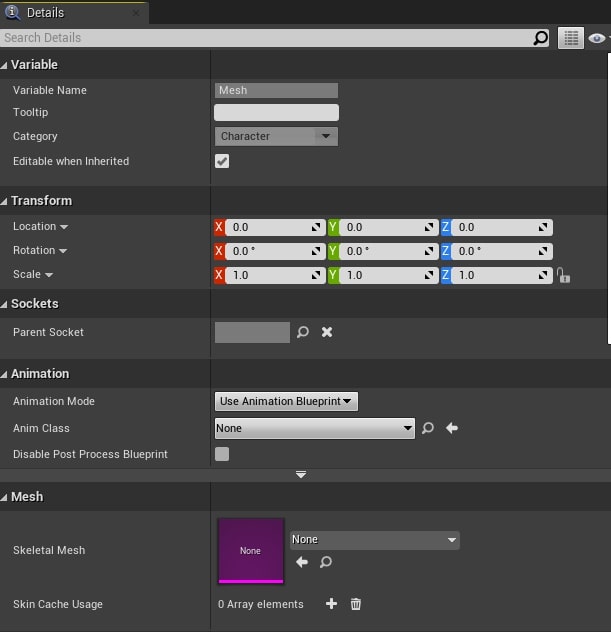 Details
Search Details
Variable
Variable Name Mesh
Tooltip
Category Character
Editable when Inherited
Transform
Location X 0.0 Y 0.0 Z 0.0
Rotation X 0.0 ° Y 0.0 ° Z 0.0 °
Scale X 1.0 Y 1.0 Z 1.0
Sockets
Parent Socket
Animation
Animation Mode Use Animation Blueprint
Anim Class None
Disable Post Process Blueprint
Mesh
Skeletal Mesh None None
Skin Cache Usage 0 Array elements